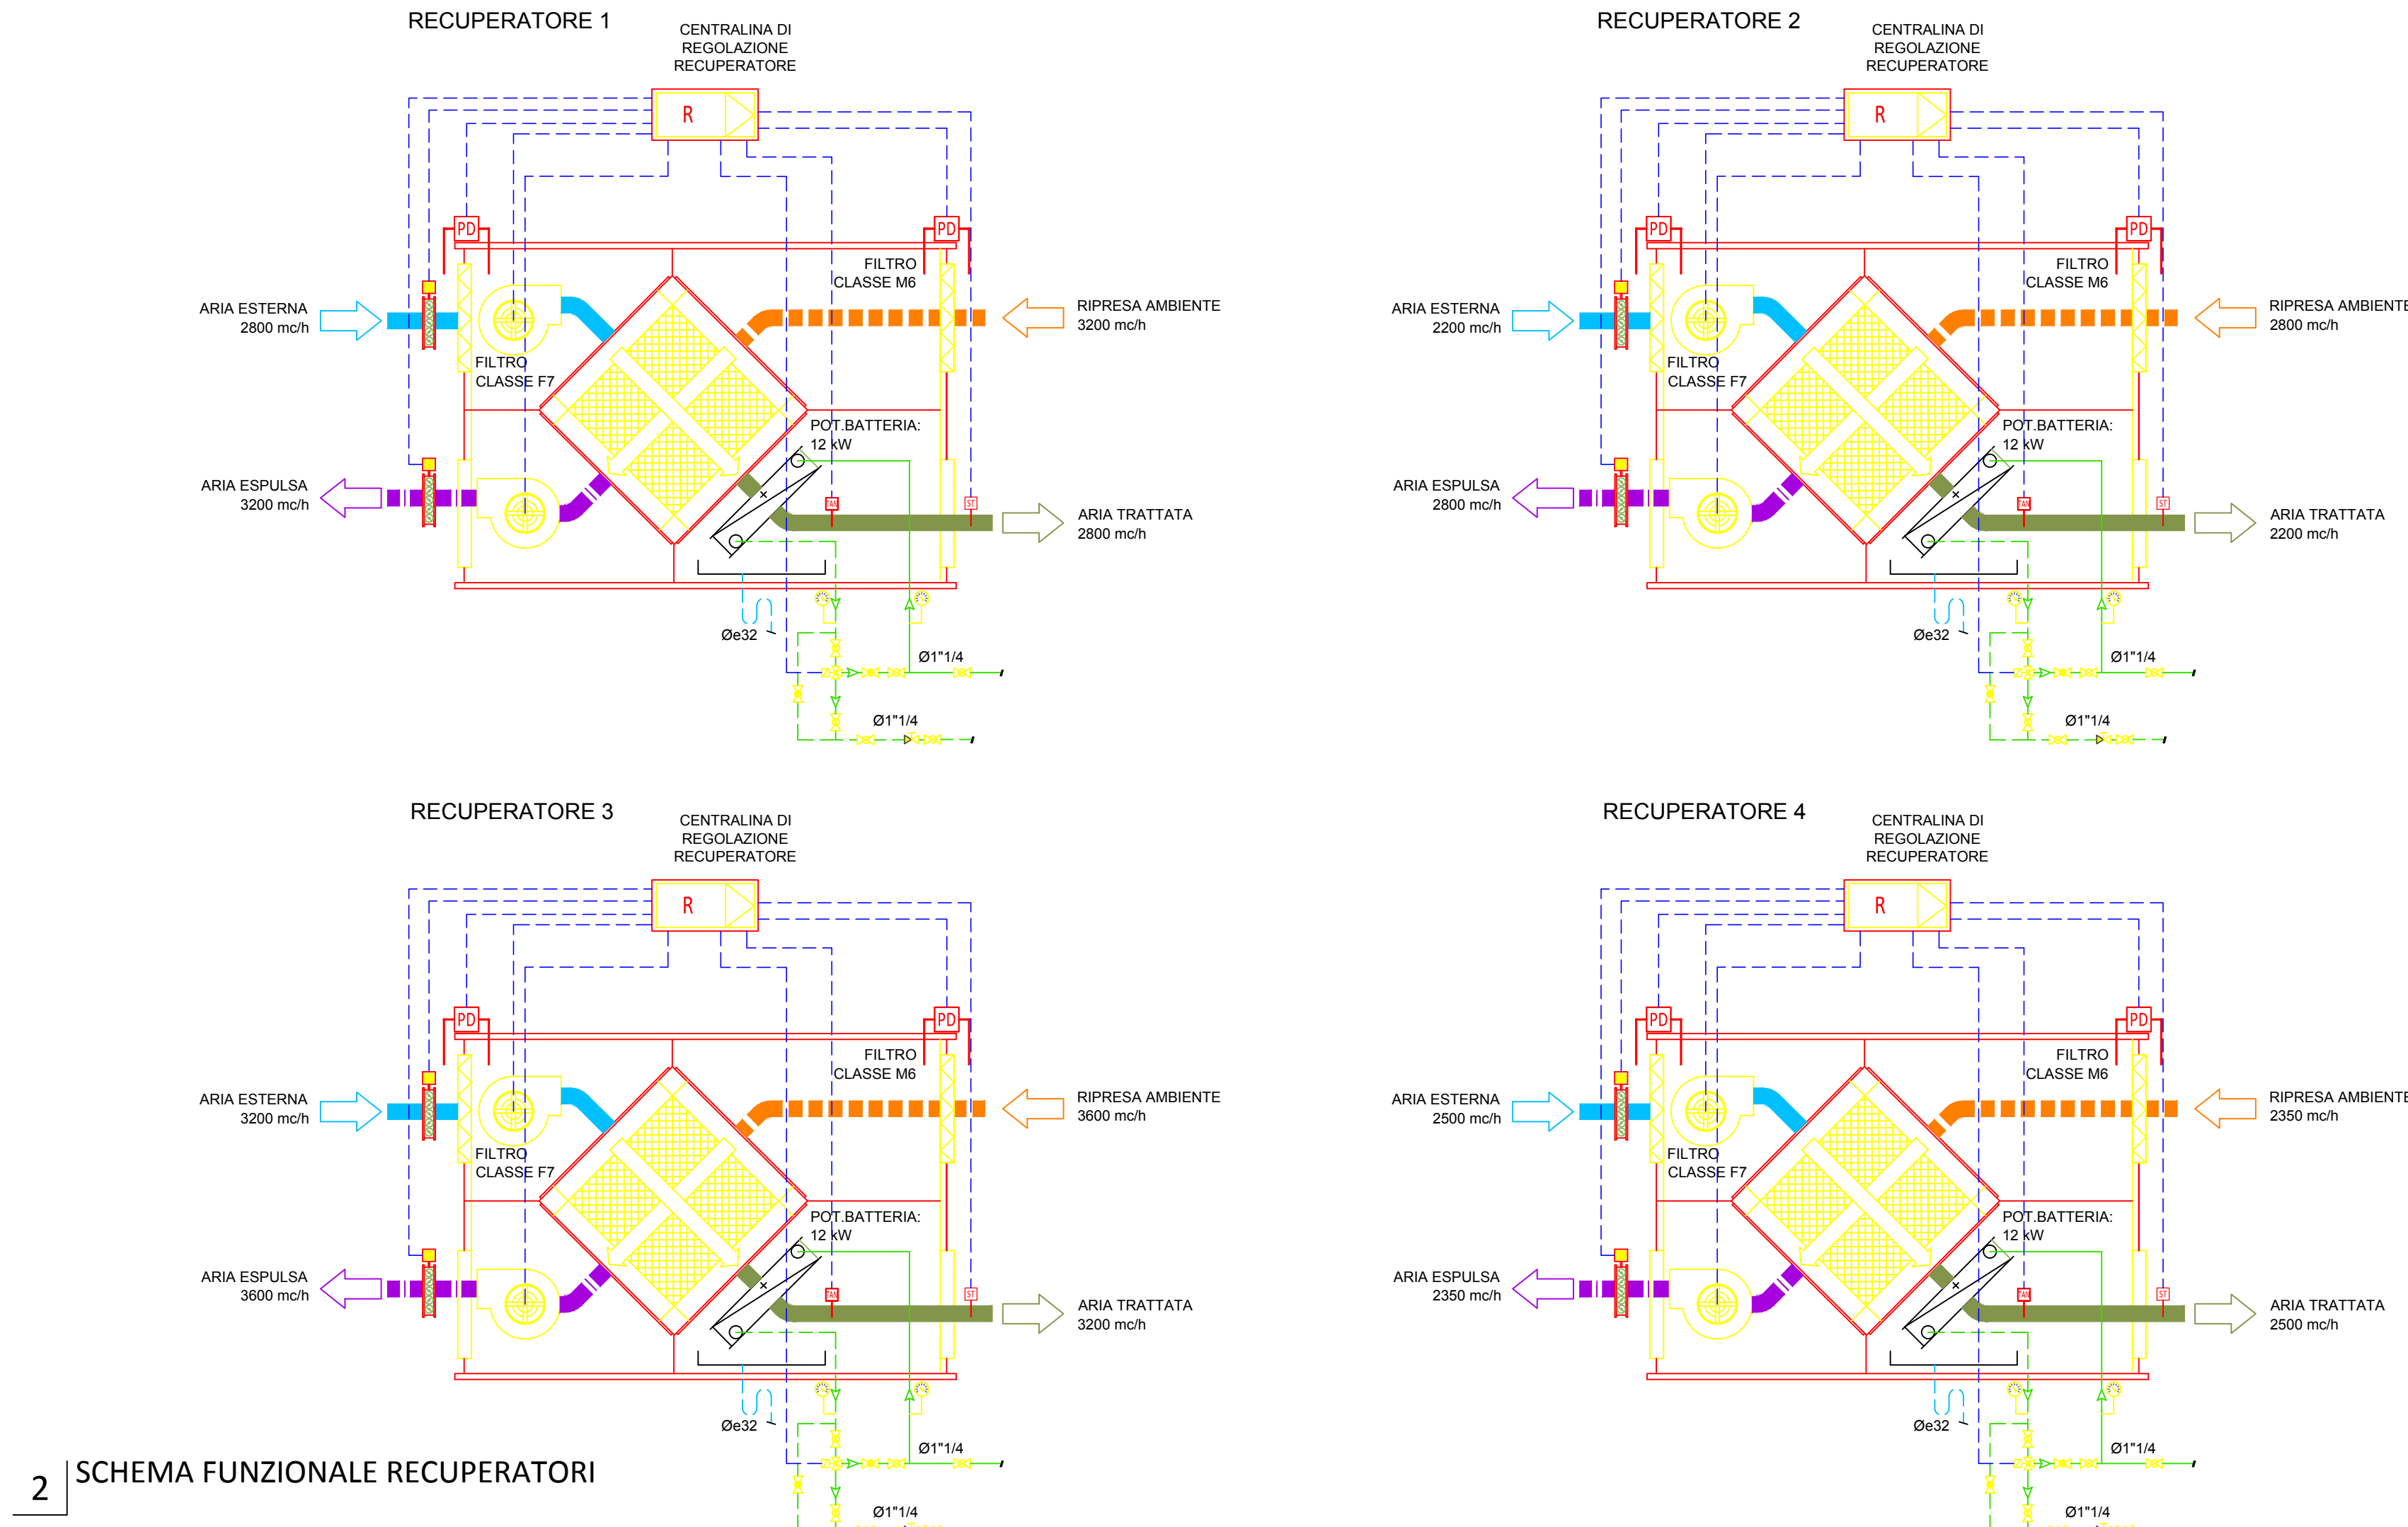 RECUPERATORE 1
CENTRALINA DI
REGOLAZIONE
RECUPERATORE
R
PD
PD
FILTRO
CLASSE M6
ARIA ESTERNA
2800 mc/h
RIPRESA AMBIENTE
3200 mc/h
FILTRO
CLASSE F7
POT.BATTERIA:
12 kW
ARIA ESPULSA
3200 mc/h
TAN
ST
ARIA TRATTATA
2800 mc/h
Øe32
Ø1"1/4
Ø1"1/4
RECUPERATORE 2
CENTRALINA DI
REGOLAZIONE
RECUPERATORE
R
PD
PD
FILTRO
CLASSE M6
ARIA ESTERNA
2200 mc/h
RIPRESA AMBIENTE
2800 mc/h
FILTRO
CLASSE F7
POT.BATTERIA:
12 kW
ARIA ESPULSA
2800 mc/h
TAN
ST
ARIA TRATTATA
2200 mc/h
Øe32
Ø1"1/4
Ø1"1/4
RECUPERATORE 3
CENTRALINA DI
REGOLAZIONE
RECUPERATORE
R
PD
PD
FILTRO
CLASSE M6
ARIA ESTERNA
3200 mc/h
RIPRESA AMBIENTE
3600 mc/h
FILTRO
CLASSE F7
POT.BATTERIA:
12 kW
ARIA ESPULSA
3600 mc/h
TAN
ST
ARIA TRATTATA
3200 mc/h
Øe32
Ø1"1/4
Ø1"1/4
RECUPERATORE 4
CENTRALINA DI
REGOLAZIONE
RECUPERATORE
R
PD
PD
FILTRO
CLASSE M6
ARIA ESTERNA
2500 mc/h
RIPRESA AMBIENTE
2350 mc/h
FILTRO
CLASSE F7
POT.BATTERIA:
12 kW
ARIA ESPULSA
2350 mc/h
TAN
ST
ARIA TRATTATA
2500 mc/h
Øe32
Ø1"1/4
Ø1"1/4
2 SCHEMA FUNZIONALE RECUPERATORI